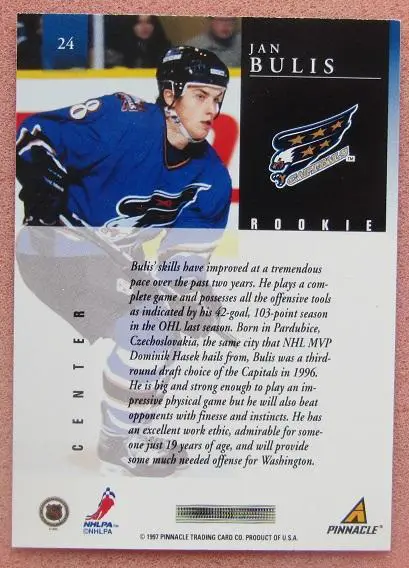 24
JAN
BULIS
CAPITALS
TM
ROOKIE
8
Bulis' skills have improved at a tremendous
pace over the past two years. He plays a com-
plete game and possesses all the offensive tools
as indicated by his 42-goal, 103-point season
in the OHL last season. Born in Pardubice,
Czechoslovakia, the same city that NHL MVP
Dominik Hasek hails from, Bulis was a third-
round draft choice of the Capitals in 1996.
He is big and strong enough to play an im-
pressive physical game but he will also beat
opponents with finesse and instincts. He has
an excellent work ethic, admirable for some-
one just 19 years of age, and will provide
some much needed offense for Washington.
CENTER
NHLPA™
©NHLPA
PINNACLE®
© 1997 PINNACLE TRADING CARD CO. PRODUCT OF U.S.A.